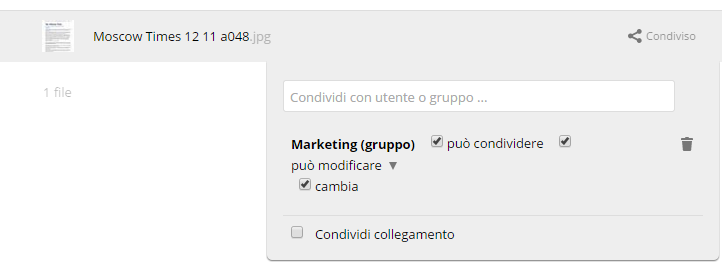 Moscow Times 12 11 a048.jpg
Condiviso
1 file
Condividi con utente o gruppo ...
Marketing (gruppo) può condividere
può modificare ▼
cambia
Condividi collegamento